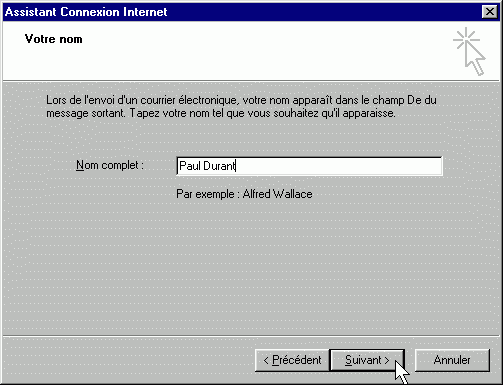 Assistant Connexion Internet
Votre nom
Lors de l'envoi d'un courrier électronique, votre nom apparaît dans le champ De du
message sortant. Tapez votre nom tel que vous souhaitez qu'il apparaisse.
Nom complet : Paul Durant
Par exemple : Alfred Wallace
< Précédent Suivant > Annuler